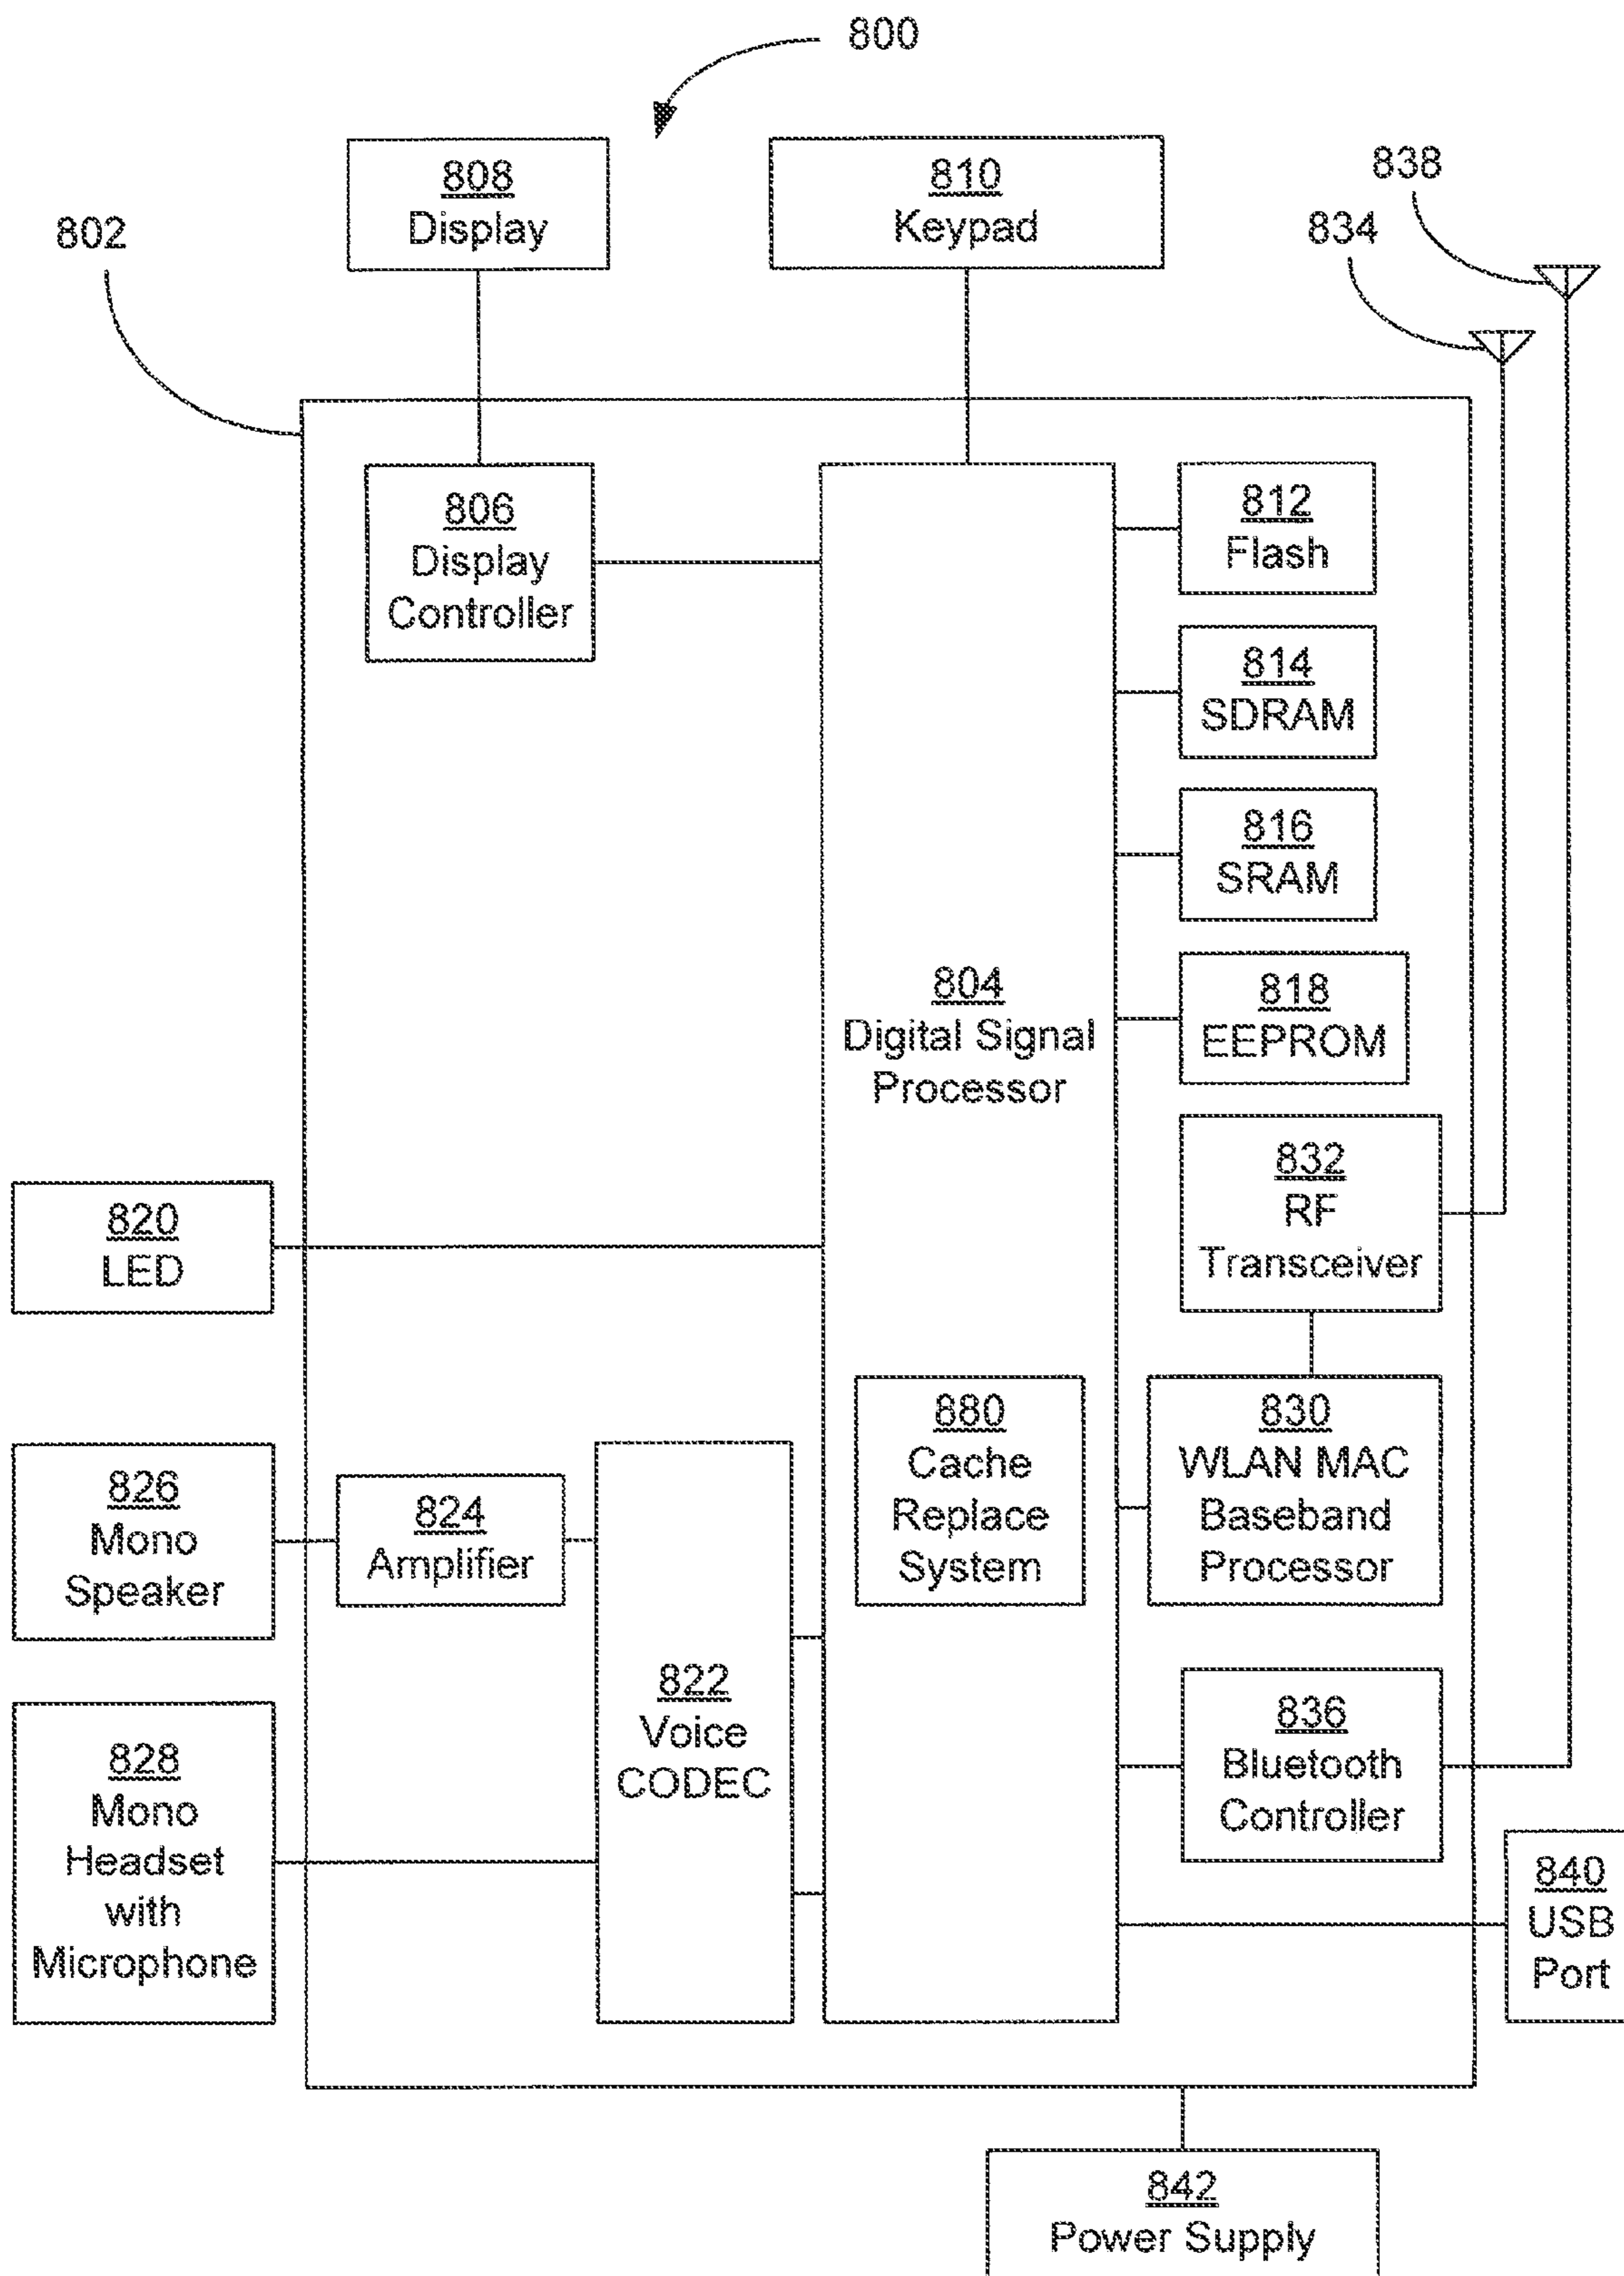 800
808
Display
810
Keypad
838
834
802
806
Display
Controller
812
Flash
814
SDRAM
816
SRAM
804
Digital Signal
Processor
818
EEPROM
832
RF
Transceiver
820
LED
880
Cache
Replace
System
830
WLAN MAC
Baseband
Processor
826
Mono
Speaker
824
Amplifier
822
Voice
CODEC
836
Bluetooth
Controller
828
Mono
Headset
with
Microphone
840
USB
Port
842
Power Supply